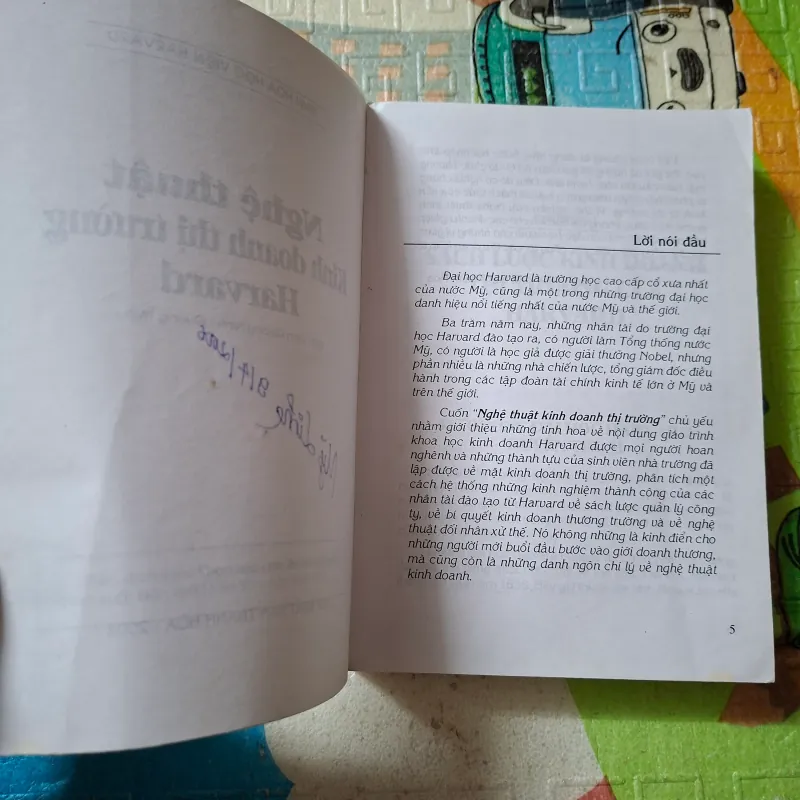 Nghệ thuật
Kinh doanh thị trường
Harvard
Lời nói đầu
Đại học Harvard là trường học cao cấp cổ xưa nhất
của nước Mỹ, cũng là một trong những trường đại học
danh hiệu nổi tiếng nhất của nước Mỹ và thế giới.
Ba trăm năm nay, những nhân tài do trường đại
học Harvard đào tạo ra, có người làm Tổng thống nước
Mỹ, có người là học giả được giải thưởng Nobel, nhưng
phần nhiều là những nhà chiến lược, tổng giám đốc điều
hành trong các tập đoàn tài chính kinh tế lớn ở Mỹ và
trên thế giới.
Cuốn "Nghệ thuật kinh doanh thị trường" chủ yếu
nhằm giới thiệu những tinh hoa về nội dung giáo trình
khoa học kinh doanh Harvard được mọi người hoan
nghênh và những thành tựu của sinh viên nhà trường đã
lập được về mặt kinh doanh thị trường, phân tích một
cách hệ thống những kinh nghiệm thành công của các
nhân tài đào tạo từ Harvard về sách lược quản lý công
ty, về bí quyết kinh doanh thương trường và về nghệ
thuật đối nhân xử thế. Nó không những là kinh điển cho
những người mới buổi đầu bước vào giới doanh thương,
mà cũng còn là những danh ngôn chí lý về nghệ thuật
kinh doanh.
5